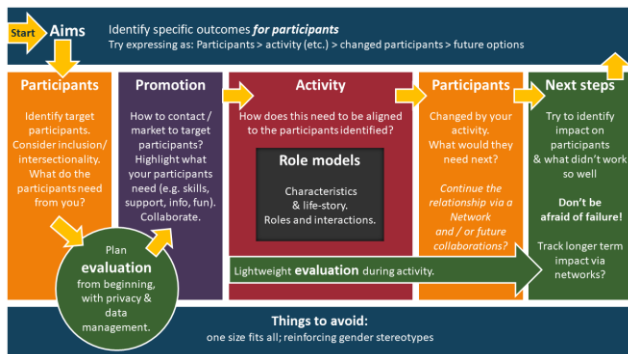 Start
Aims
Identify specific outcomes for participants
Try expressing as: Participants > activity (etc.) > changed participants > future options
Participants
Identify target
participants.
Consider inclusion/
intersectionality.
What do the
participants need
from you?
Plan
evaluation
from beginning,
with privacy &
data
management.
Promotion
How to contact /
market to target
participants?
Highlight what
your participants
need (e.g. skills,
support, info, fun).
Collaborate.
Activity
How does this need to be aligned
to the participants identified?
Role models
Characteristics
& life-story.
Roles and interactions.
Lightweight evaluation during activity.
Participants
Changed by your
activity.
What would they
need next?
Continue the
relationship via a
Network
and / or future
collaborations?
Next steps
Try to identify
impact on
participants
& what didn't work
so well
Don't be
afraid of failure!
Track longer term
impact via
networks?
Things to avoid:
one size fits all; reinforcing gender stereotypes